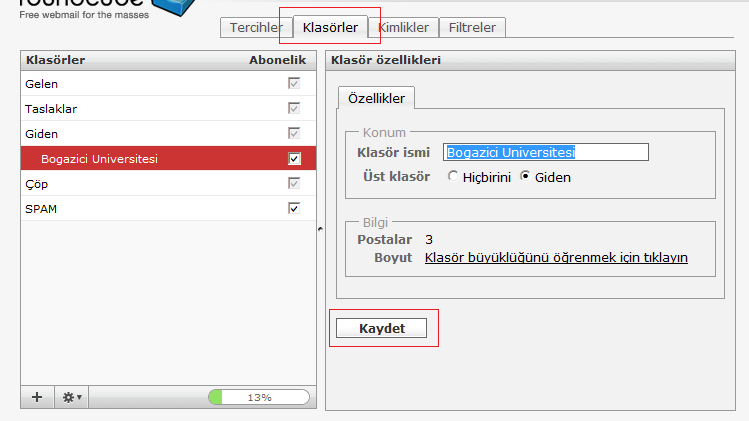 roundcube
Free webmail for the masses
Tercihler Klasörler Kimlikler Filtreler
Klasörler Abonelik
Gelen
Taslaklar
Giden
Bogazici Universitesi
Çöp
SPAM
13%
Klasör özellikleri
Özellikler
Konum
Klasör ismi Bogazici Universitesi
Üst klasör Hiçbirini Giden
Bilgi
Postalar 3
Boyut Klasör büyüklüğünü öğrenmek için tıklayın
Kaydet